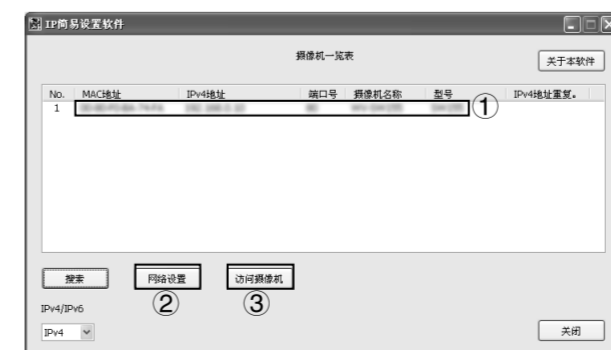 IP简易设置软件
摄像机一览表
关于本软件
No. MAC地址 IPv4地址 端口号 摄像机名称 型号 IPv4地址重复。
1
①
搜索 网络设置 访问摄像机
② ③
IPv4/IPv6
IPv4 关闭